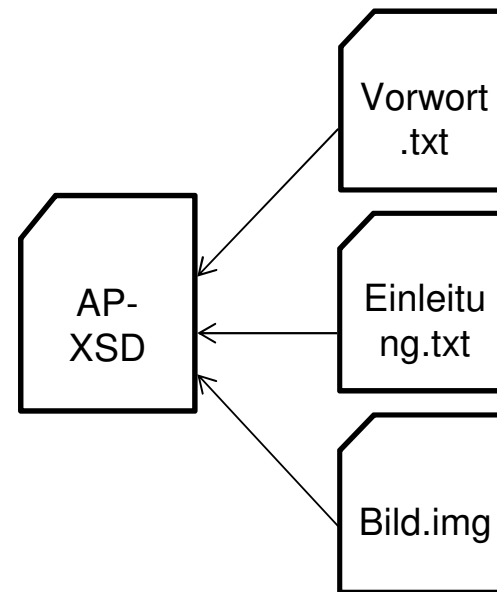 Vorwort
.txt
AP-
XSD
Einleitu
ng.txt
Bild.img